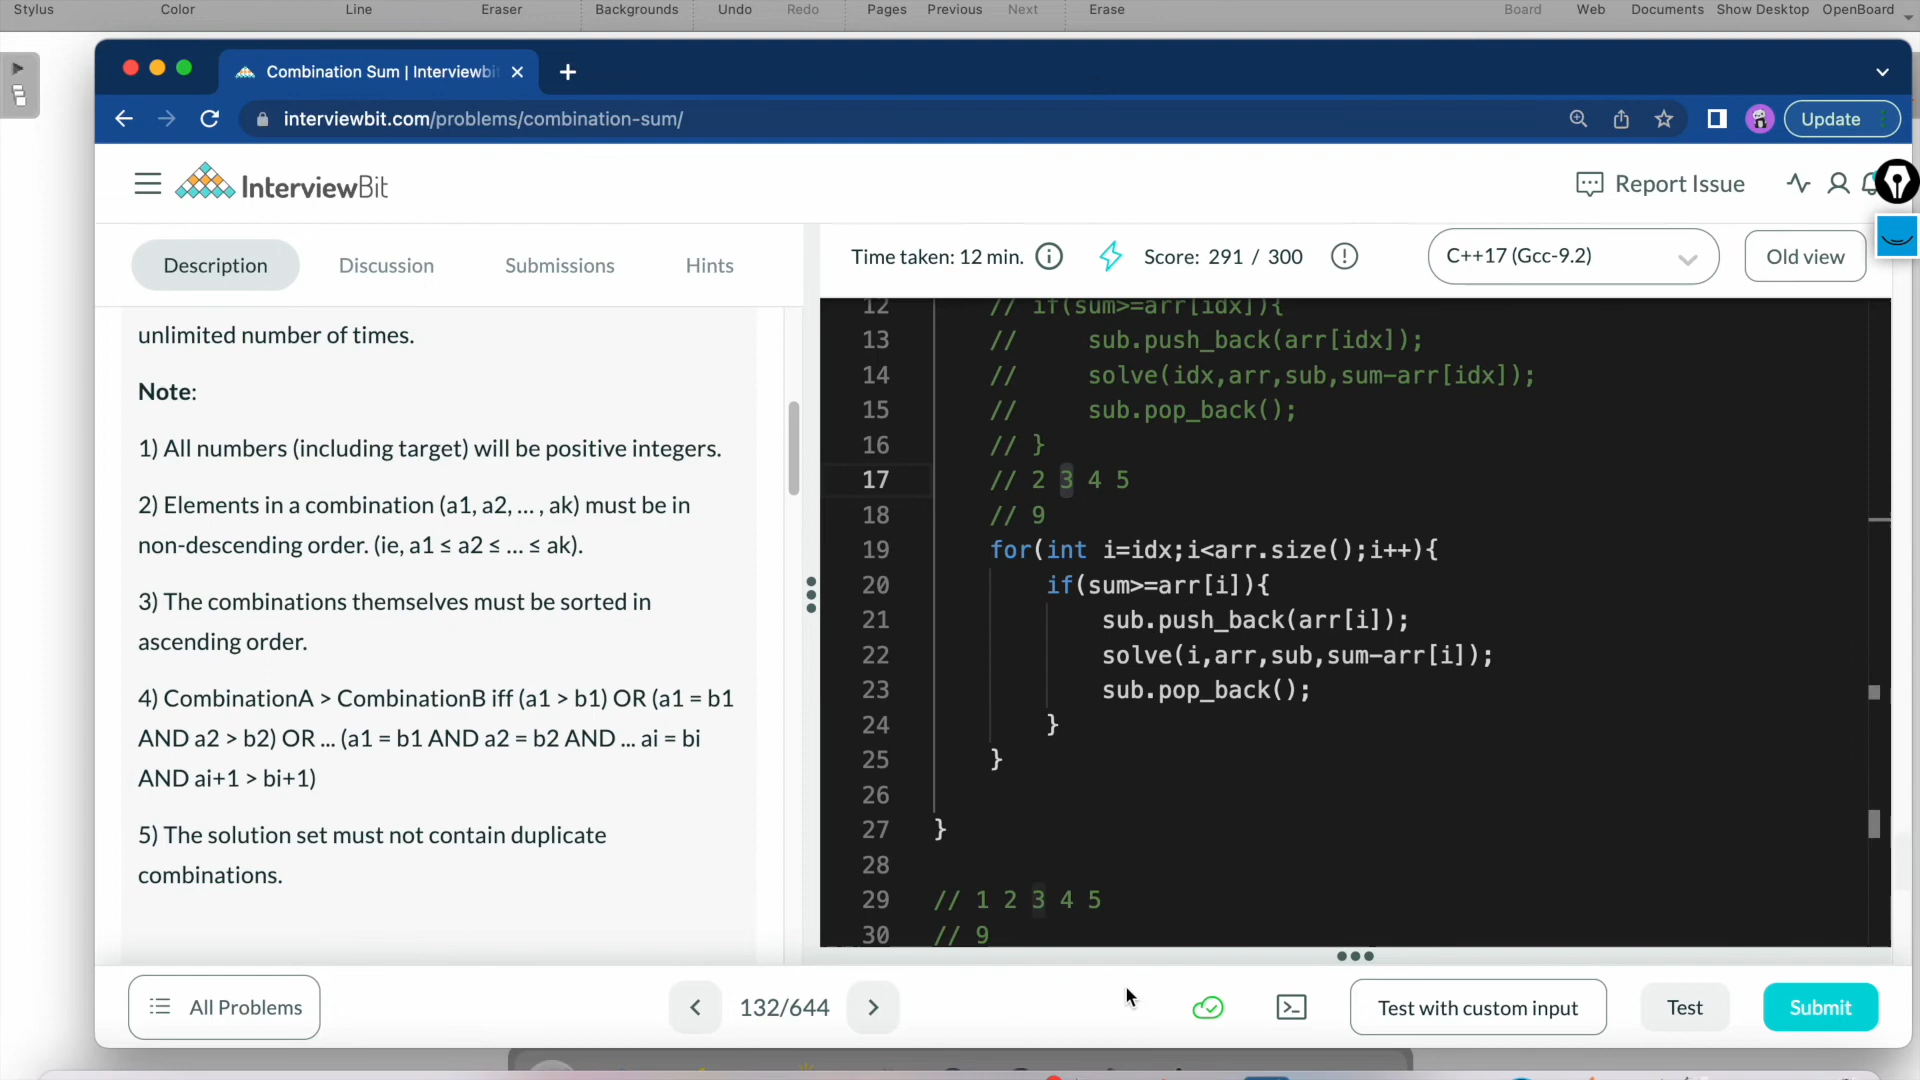 Stylus Color Line Eraser Backgrounds Undo Redo Pages Previous Next Erase Board Web Documents Show Desktop OpenBoard
Combination Sum | Interviewbi
interviewbit.com/problems/combination-sum/
Update
InterviewBit
Report Issue
Description Discussion Submissions Hints
Time taken: 12 min. Score: 291 / 300
C++17 (Gcc-9.2)
Old view
unlimited number of times.
Note:
1) All numbers (including target) will be positive integers.
2) Elements in a combination (a1, a2, … , ak) must be in
non-descending order. (ie, a1 ≤ a2 ≤ … ≤ ak).
3) The combinations themselves must be sorted in
ascending order.
4) CombinationA > CombinationB iff (a1 > b1) OR (a1 = b1
AND a2 > b2) OR … (a1 = b1 AND a2 = b2 AND … ai = bi
AND ai+1 > bi+1)
5) The solution set must not contain duplicate
combinations.
12 // if(sum>=arr[idx]){
13 // sub.push_back(arr[idx]);
14 // solve(idx,arr,sub,sum-arr[idx]);
15 // sub.pop_back();
16 // }
17 // 2 3 4 5
18 // 9
19 for(int i=idx;i<arr.size();i++){
20 if(sum>=arr[i]){
21 sub.push_back(arr[i]);
22 solve(i,arr,sub,sum-arr[i]);
23 sub.pop_back();
24 }
25 }
26
27 }
28
29 // 1 2 3 4 5
30 // 9
All Problems
132/644
Test with custom input
Test
Submit